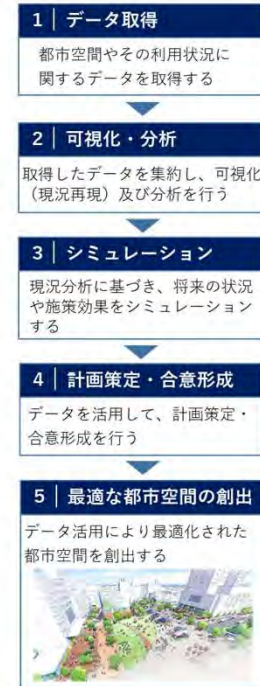 1｜データ取得
都市空間やその利用状況に
関するデータを取得する
2｜可視化・分析
取得したデータを集約し、可視化
（現況再現）及び分析を行う
3｜シミュレーション
現況分析に基づき、将来の状況
や施策効果をシミュレーション
する
4｜計画策定・合意形成
データを活用して、計画策定・
合意形成を行う
5｜最適な都市空間の創出
データ活用により最適化された
都市空間を創出する